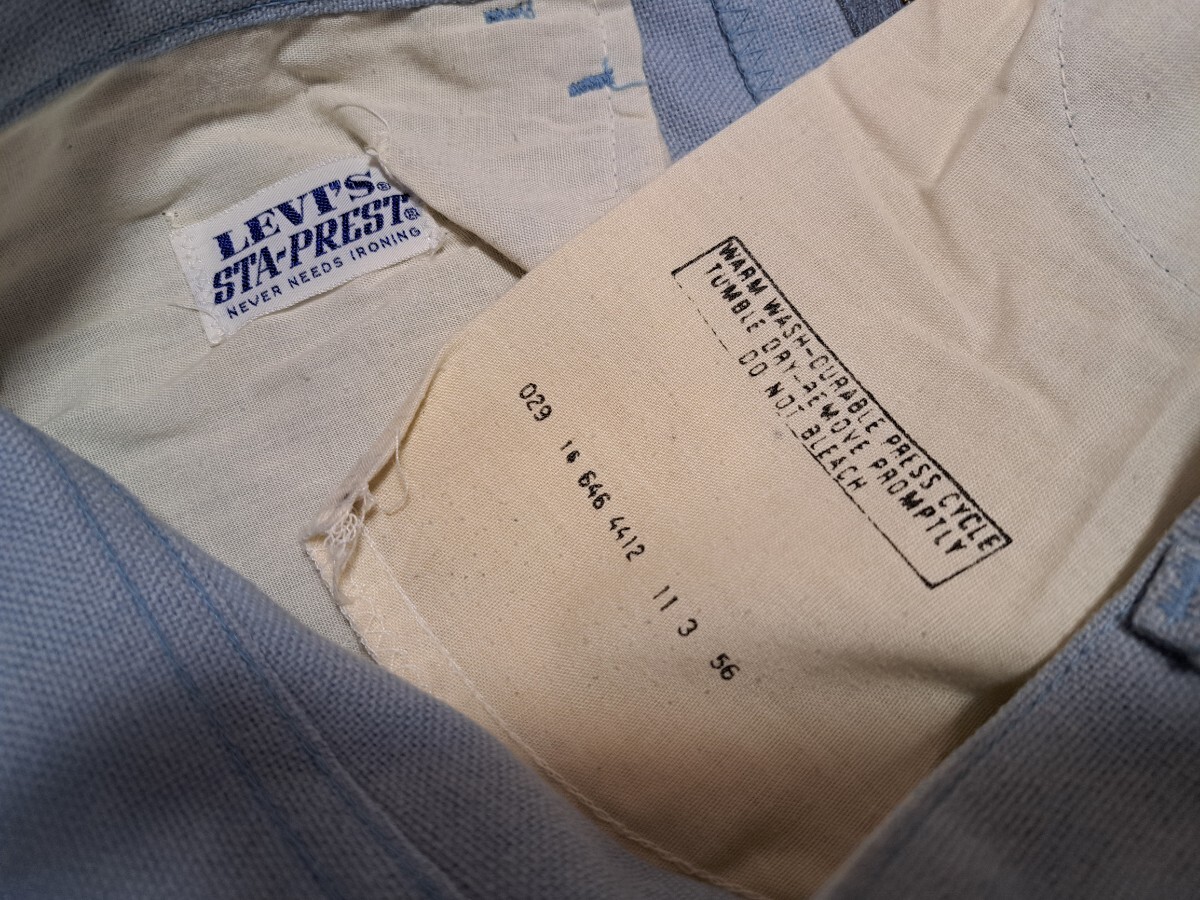 LEVI'S®
STA-PREST®
NEVER NEEDS IRONING
WARM WASH-DURABLE PRESS CYCLE
TUMBLE DRY-REMOVE PROMPTLY
DO NOT BLEACH
029 16 646 4412 11 3 56